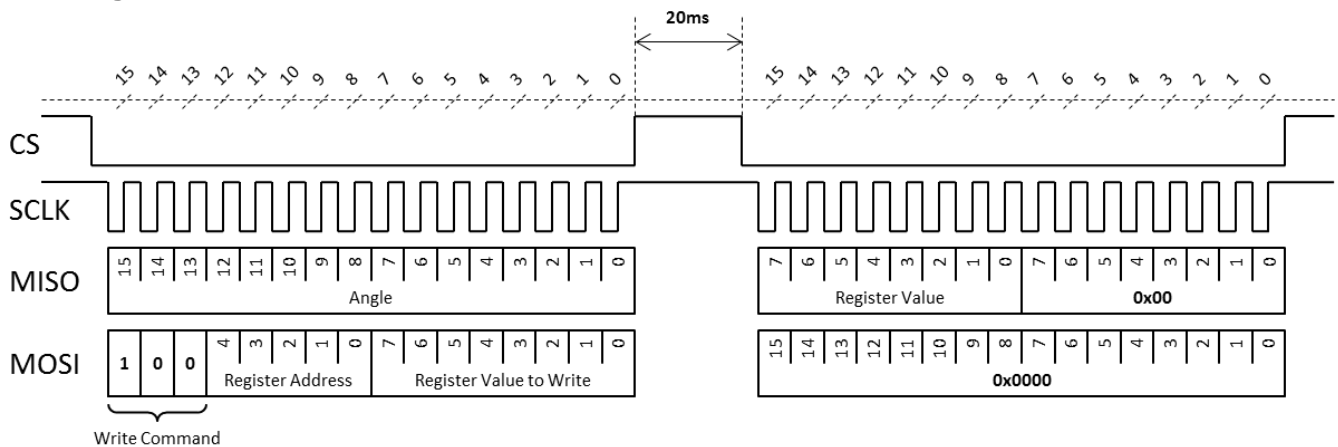 20ms
15 14 13 12 11 10 9 8 7 6 5 4 3 2 1 0 15 14 13 12 11 10 9 8 7 6 5 4 3 2 1 0
CS
SCLK
MISO 15 14 13 12 11 10 9 8 7 6 5 4 3 2 1 0 7 6 5 4 3 2 1 0 7 6 5 4 3 2 1 0
Angle Register Value 0x00
MOSI 1 0 0 4 3 2 1 0 7 6 5 4 3 2 1 0 15 14 13 12 11 10 9 8 7 6 5 4 3 2 1 0
Register Address Register Value to Write 0x0000
Write Command